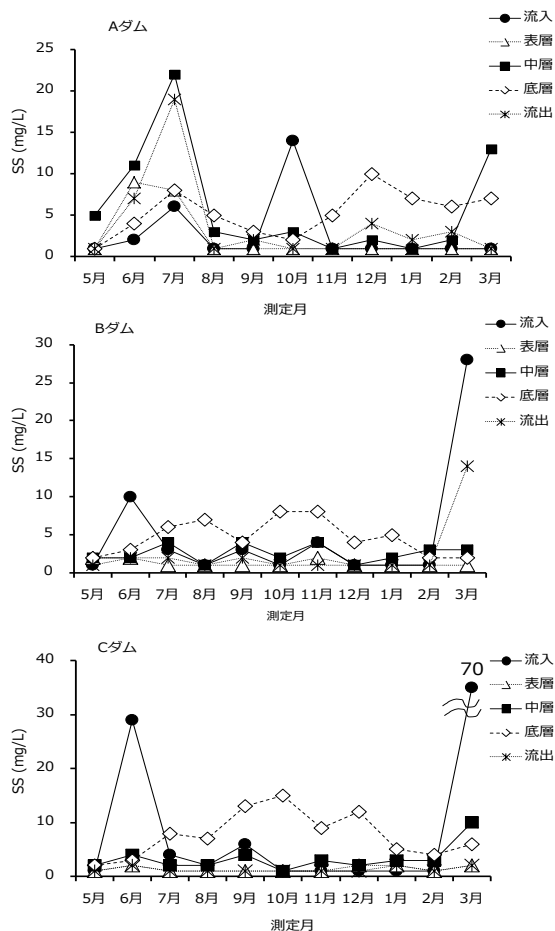 Aダム
流入
表層
中層
底層
流出
SS (mg/L)
25
20
15
10
5
0
5月 6月 7月 8月 9月 10月 11月 12月 1月 2月 3月
測定月
Bダム
流入
表層
中層
底層
流出
SS (mg/L)
30
25
20
15
10
5
0
5月 6月 7月 8月 9月 10月 11月 12月 1月 2月 3月
測定月
Cダム
流入
表層
中層
底層
流出
70
SS (mg/L)
40
30
20
10
0
5月 6月 7月 8月 9月 10月 11月 12月 1月 2月 3月
測定月